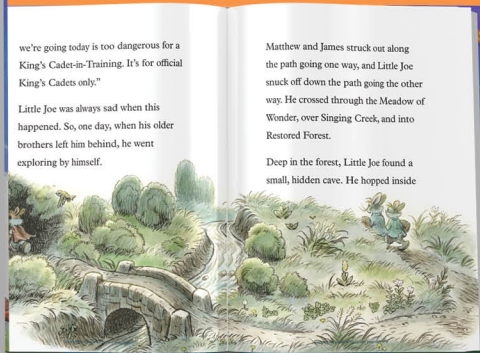 we're going today is too dangerous for a
King's Cadet-in-Training. It's for official
King's Cadets only."
Little Joe was always sad when this
happened. So, one day, when his older
brothers left him behind, he went
exploring by himself.
Matthew and James struck out along
the path going one way, and Little Joe
snuck off down the path going the other
way. He crossed through the Meadow of
Wonder, over Singing Creek, and into
Restored Forest.
Deep in the forest, Little Joe found a
small, hidden cave. He hopped inside